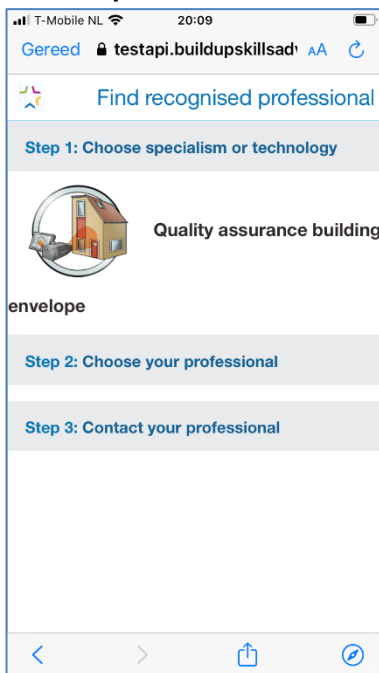 T-Mobile NL 20:09
Gereed testapi.buildupskillsadv AA
Find recognised professional
Step 1: Choose specialism or technology
Quality assurance building
envelope
Step 2: Choose your professional
Step 3: Contact your professional